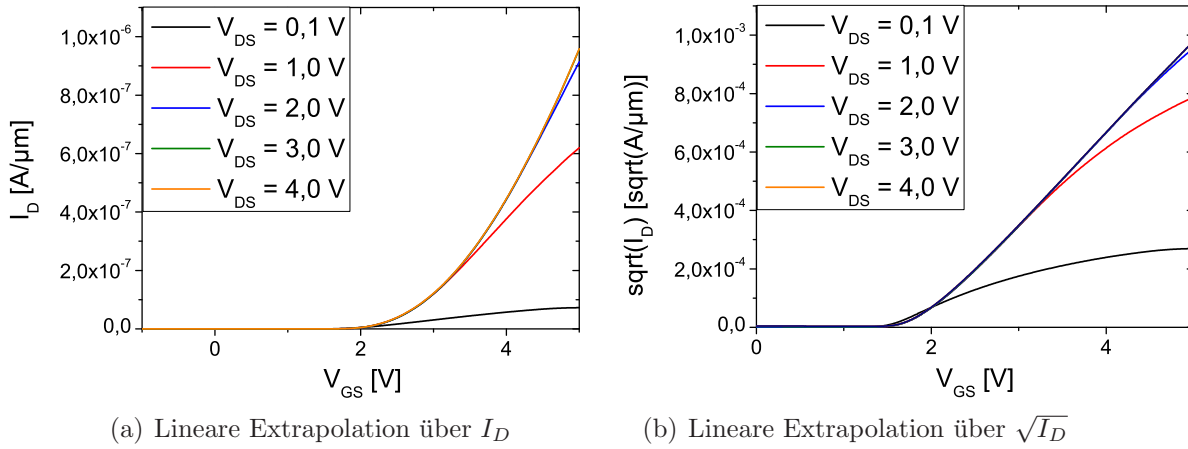 V_DS = 0,1 V
V_DS = 1,0 V
V_DS = 2,0 V
V_DS = 3,0 V
V_DS = 4,0 V
1,0x10^-6
8,0x10^-7
6,0x10^-7
4,0x10^-7
2,0x10^-7
0,0
I_D [A/µm]
0 2 4
V_GS [V]
(a) Lineare Extrapolation über I_D
V_DS = 0,1 V
V_DS = 1,0 V
V_DS = 2,0 V
V_DS = 3,0 V
V_DS = 4,0 V
1,0x10^-3
8,0x10^-4
6,0x10^-4
4,0x10^-4
2,0x10^-4
0,0
sqrt(I_D) [sqrt(A/µm)]
0 2 4
V_GS [V]
(b) Lineare Extrapolation über √I_D